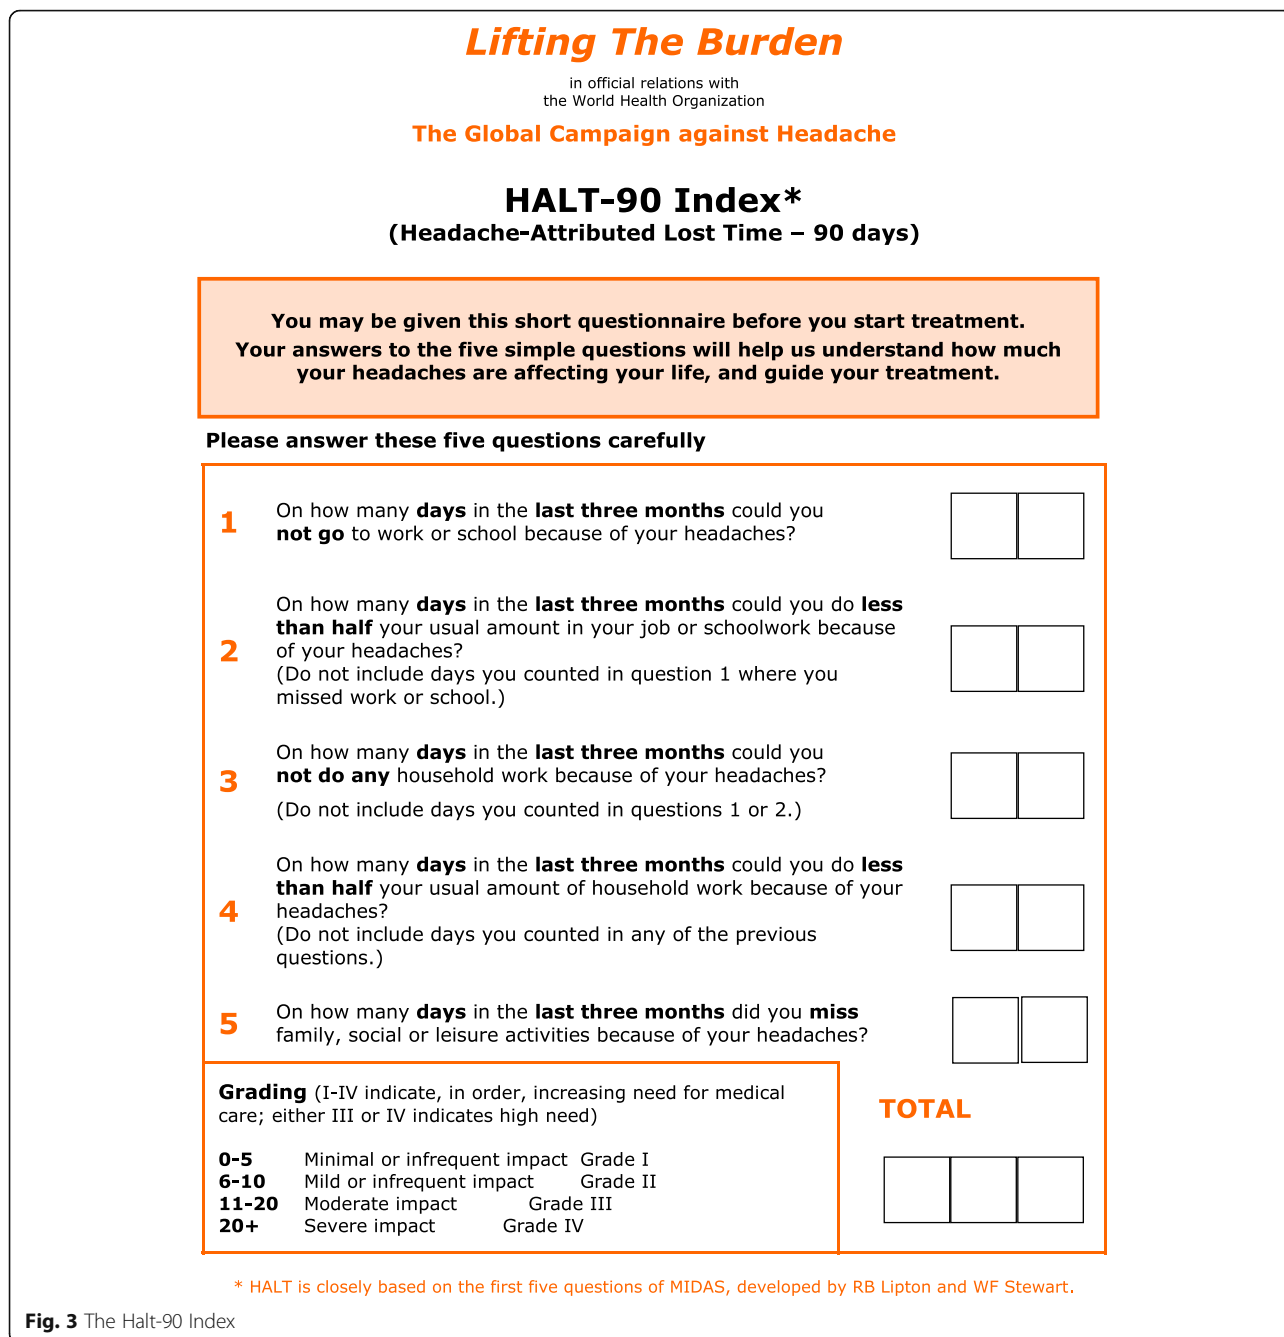 Lifting The Burden
in official relations with
the World Health Organization
The Global Campaign against Headache
HALT-90 Index*
(Headache-Attributed Lost Time – 90 days)
You may be given this short questionnaire before you start treatment.
Your answers to the five simple questions will help us understand how much
your headaches are affecting your life, and guide your treatment.
Please answer these five questions carefully
1
On how many days in the last three months could you
not go to work or school because of your headaches?
2
On how many days in the last three months could you do less
than half your usual amount in your job or schoolwork because
of your headaches?
(Do not include days you counted in question 1 where you
missed work or school.)
3
On how many days in the last three months could you
not do any household work because of your headaches?
(Do not include days you counted in questions 1 or 2.)
4
On how many days in the last three months could you do less
than half your usual amount of household work because of your
headaches?
(Do not include days you counted in any of the previous
questions.)
5
On how many days in the last three months did you miss
family, social or leisure activities because of your headaches?
Grading (I-IV indicate, in order, increasing need for medical
care; either III or IV indicates high need)
0-5 Minimal or infrequent impact Grade I
6-10 Mild or infrequent impact Grade II
11-20 Moderate impact Grade III
20+ Severe impact Grade IV
TOTAL
* HALT is closely based on the first five questions of MIDAS, developed by RB Lipton and WF Stewart.
Fig. 3 The Halt-90 Index